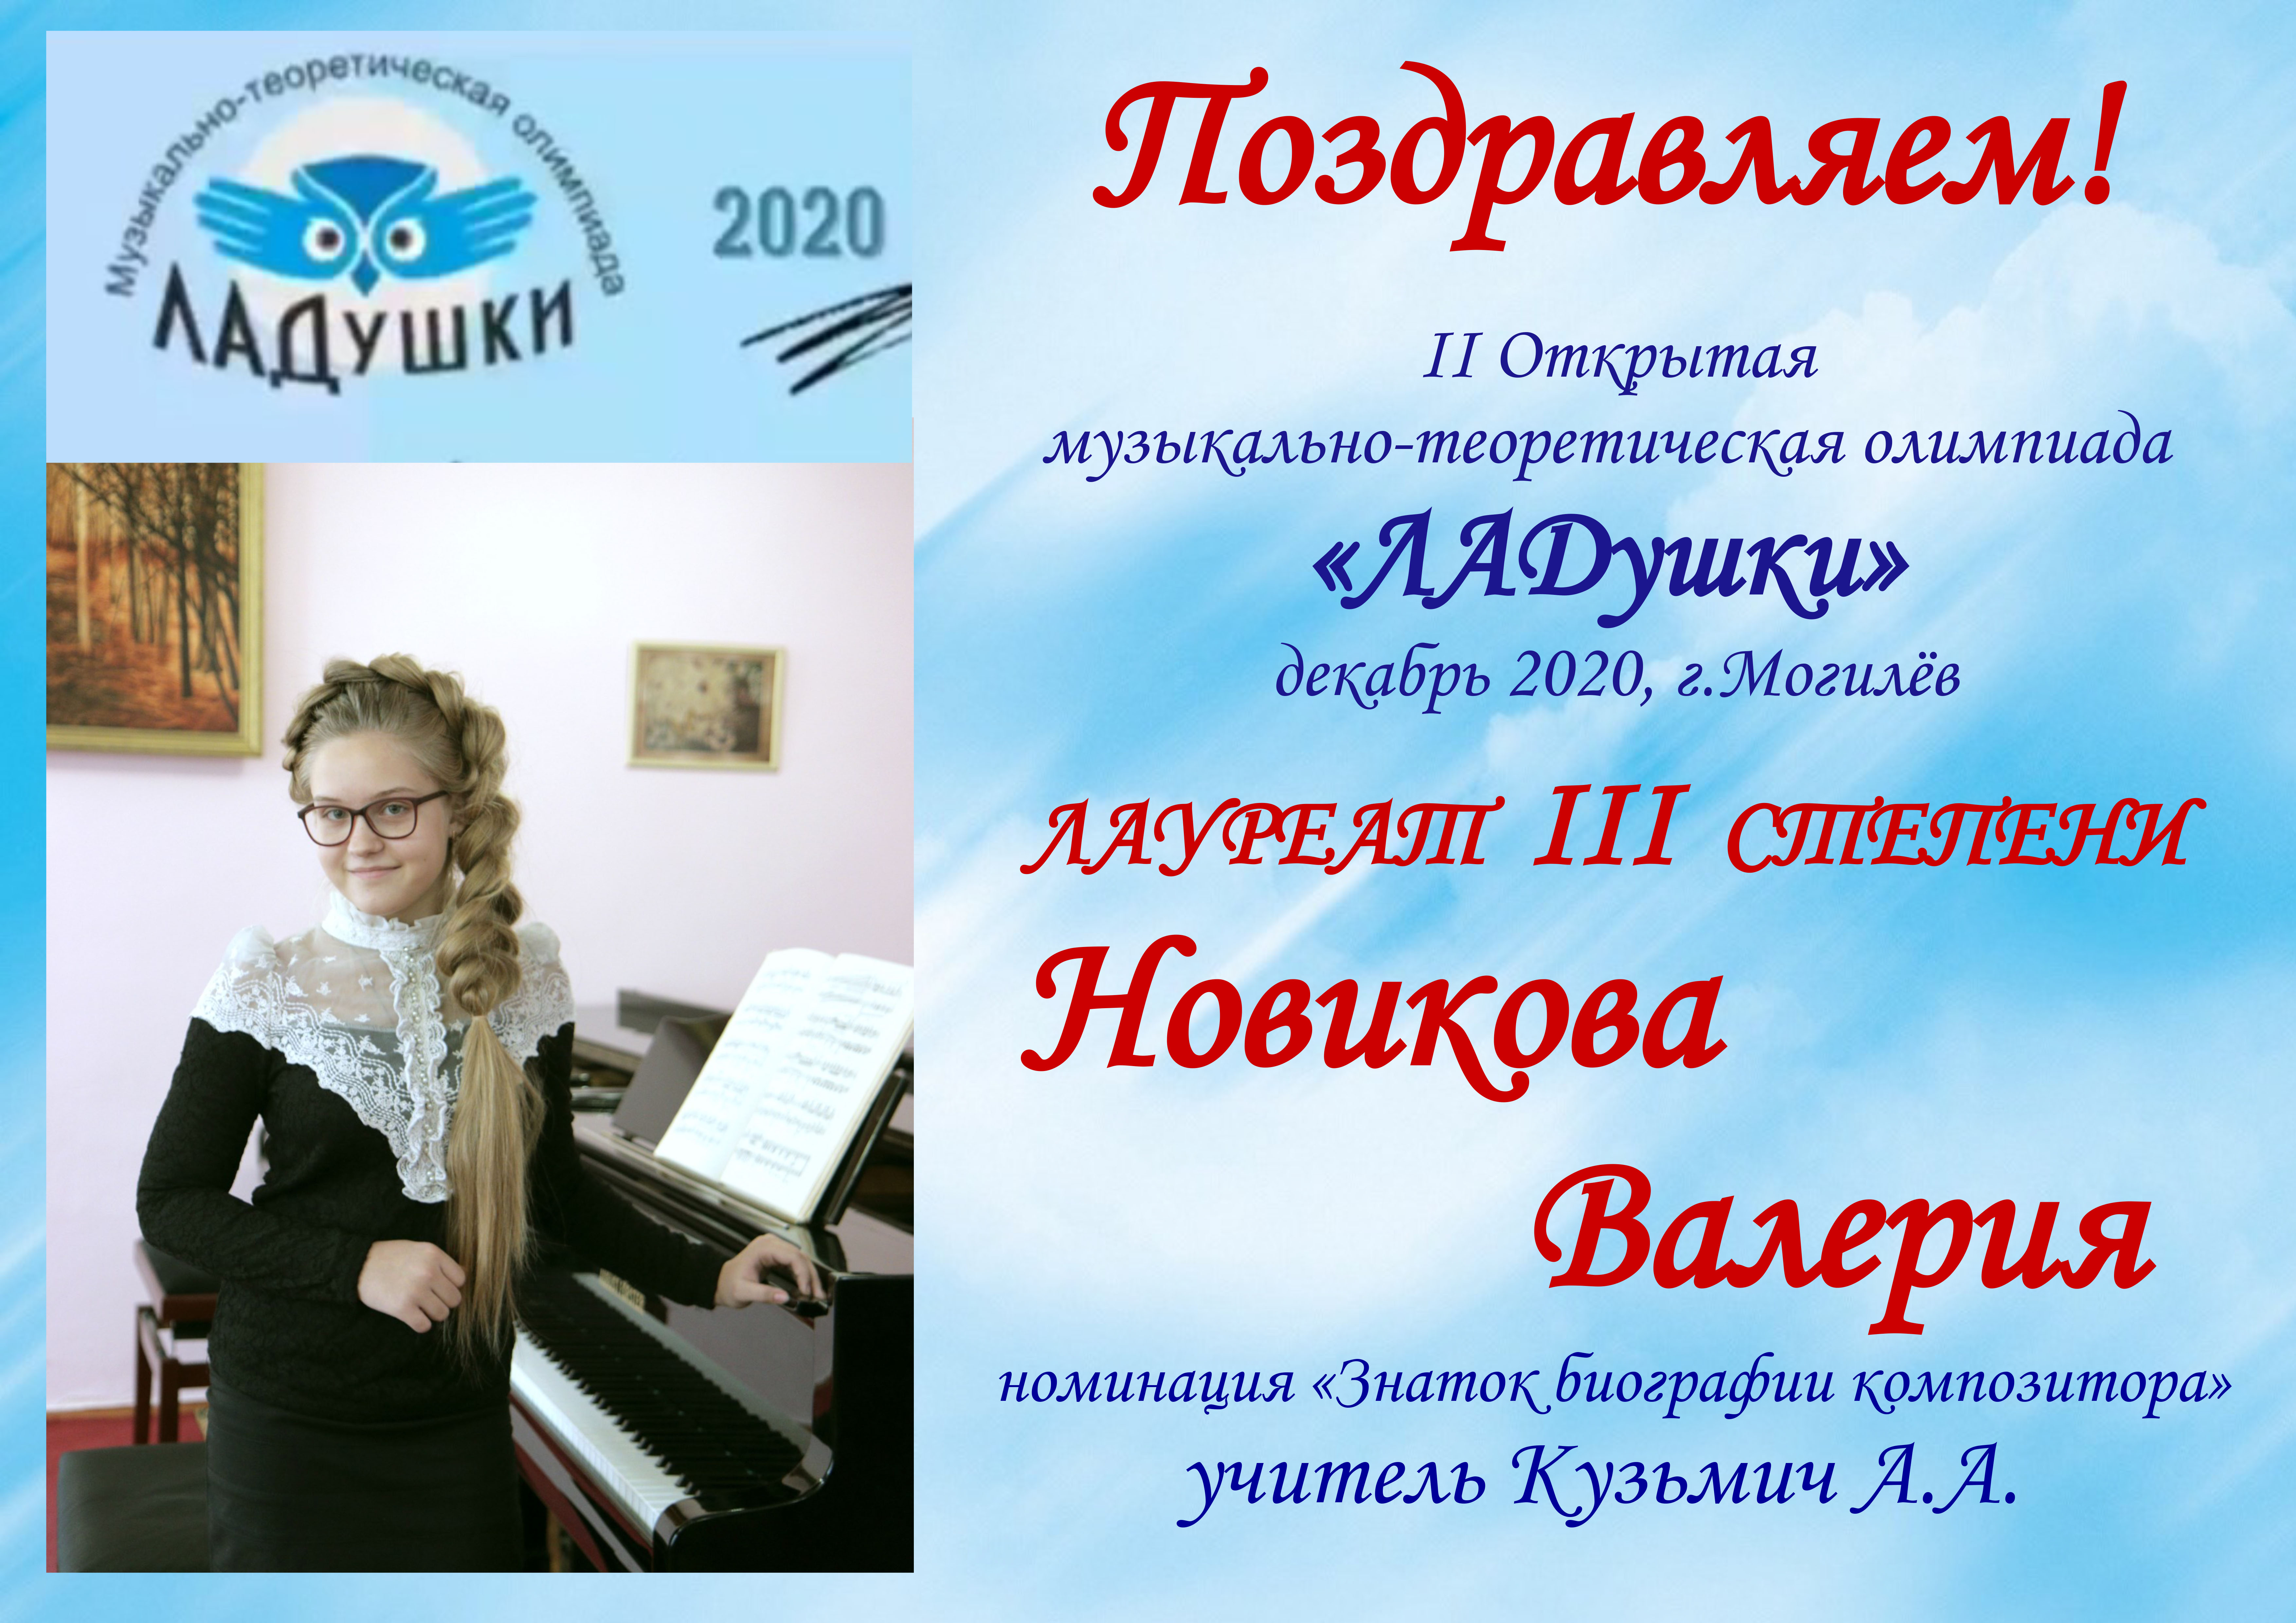 Музыкально-теоретическая олимпиада
ЛАДУШКИ
2020
Поздравляем!
II Открытая
музыкально-теоретическая олимпиада
«ЛАДушки»
декабрь 2020, г.Могилёв
ЛАУРЕАТ III СТЕПЕНИ
Новикова
Валерия
номинация «Знаток биографии композитора»
учитель Кузьмич А.А.